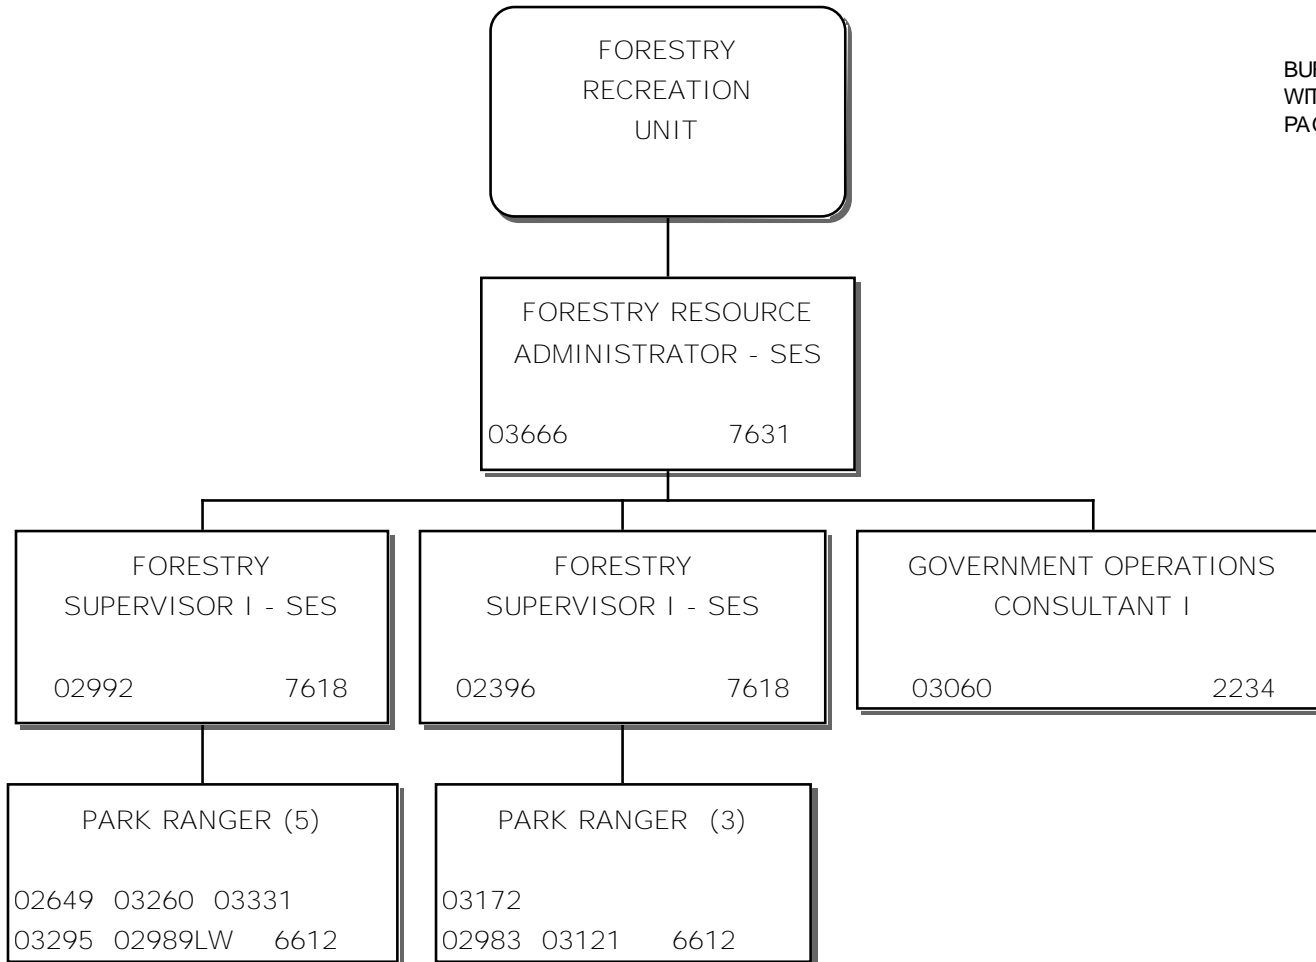 FORESTRY
RECREATION
UNIT
FORESTRY RESOURCE
ADMINISTRATOR - SES
03666 7631
FORESTRY
SUPERVISOR I - SES
02992 7618
FORESTRY
SUPERVISOR I - SES
02396 7618
GOVERNMENT OPERATIONS
CONSULTANT I
03060 2234
PARK RANGER (5)
02649 03260 03331
03295 02989LW 6612
PARK RANGER (3)
03172
02983 03121 6612